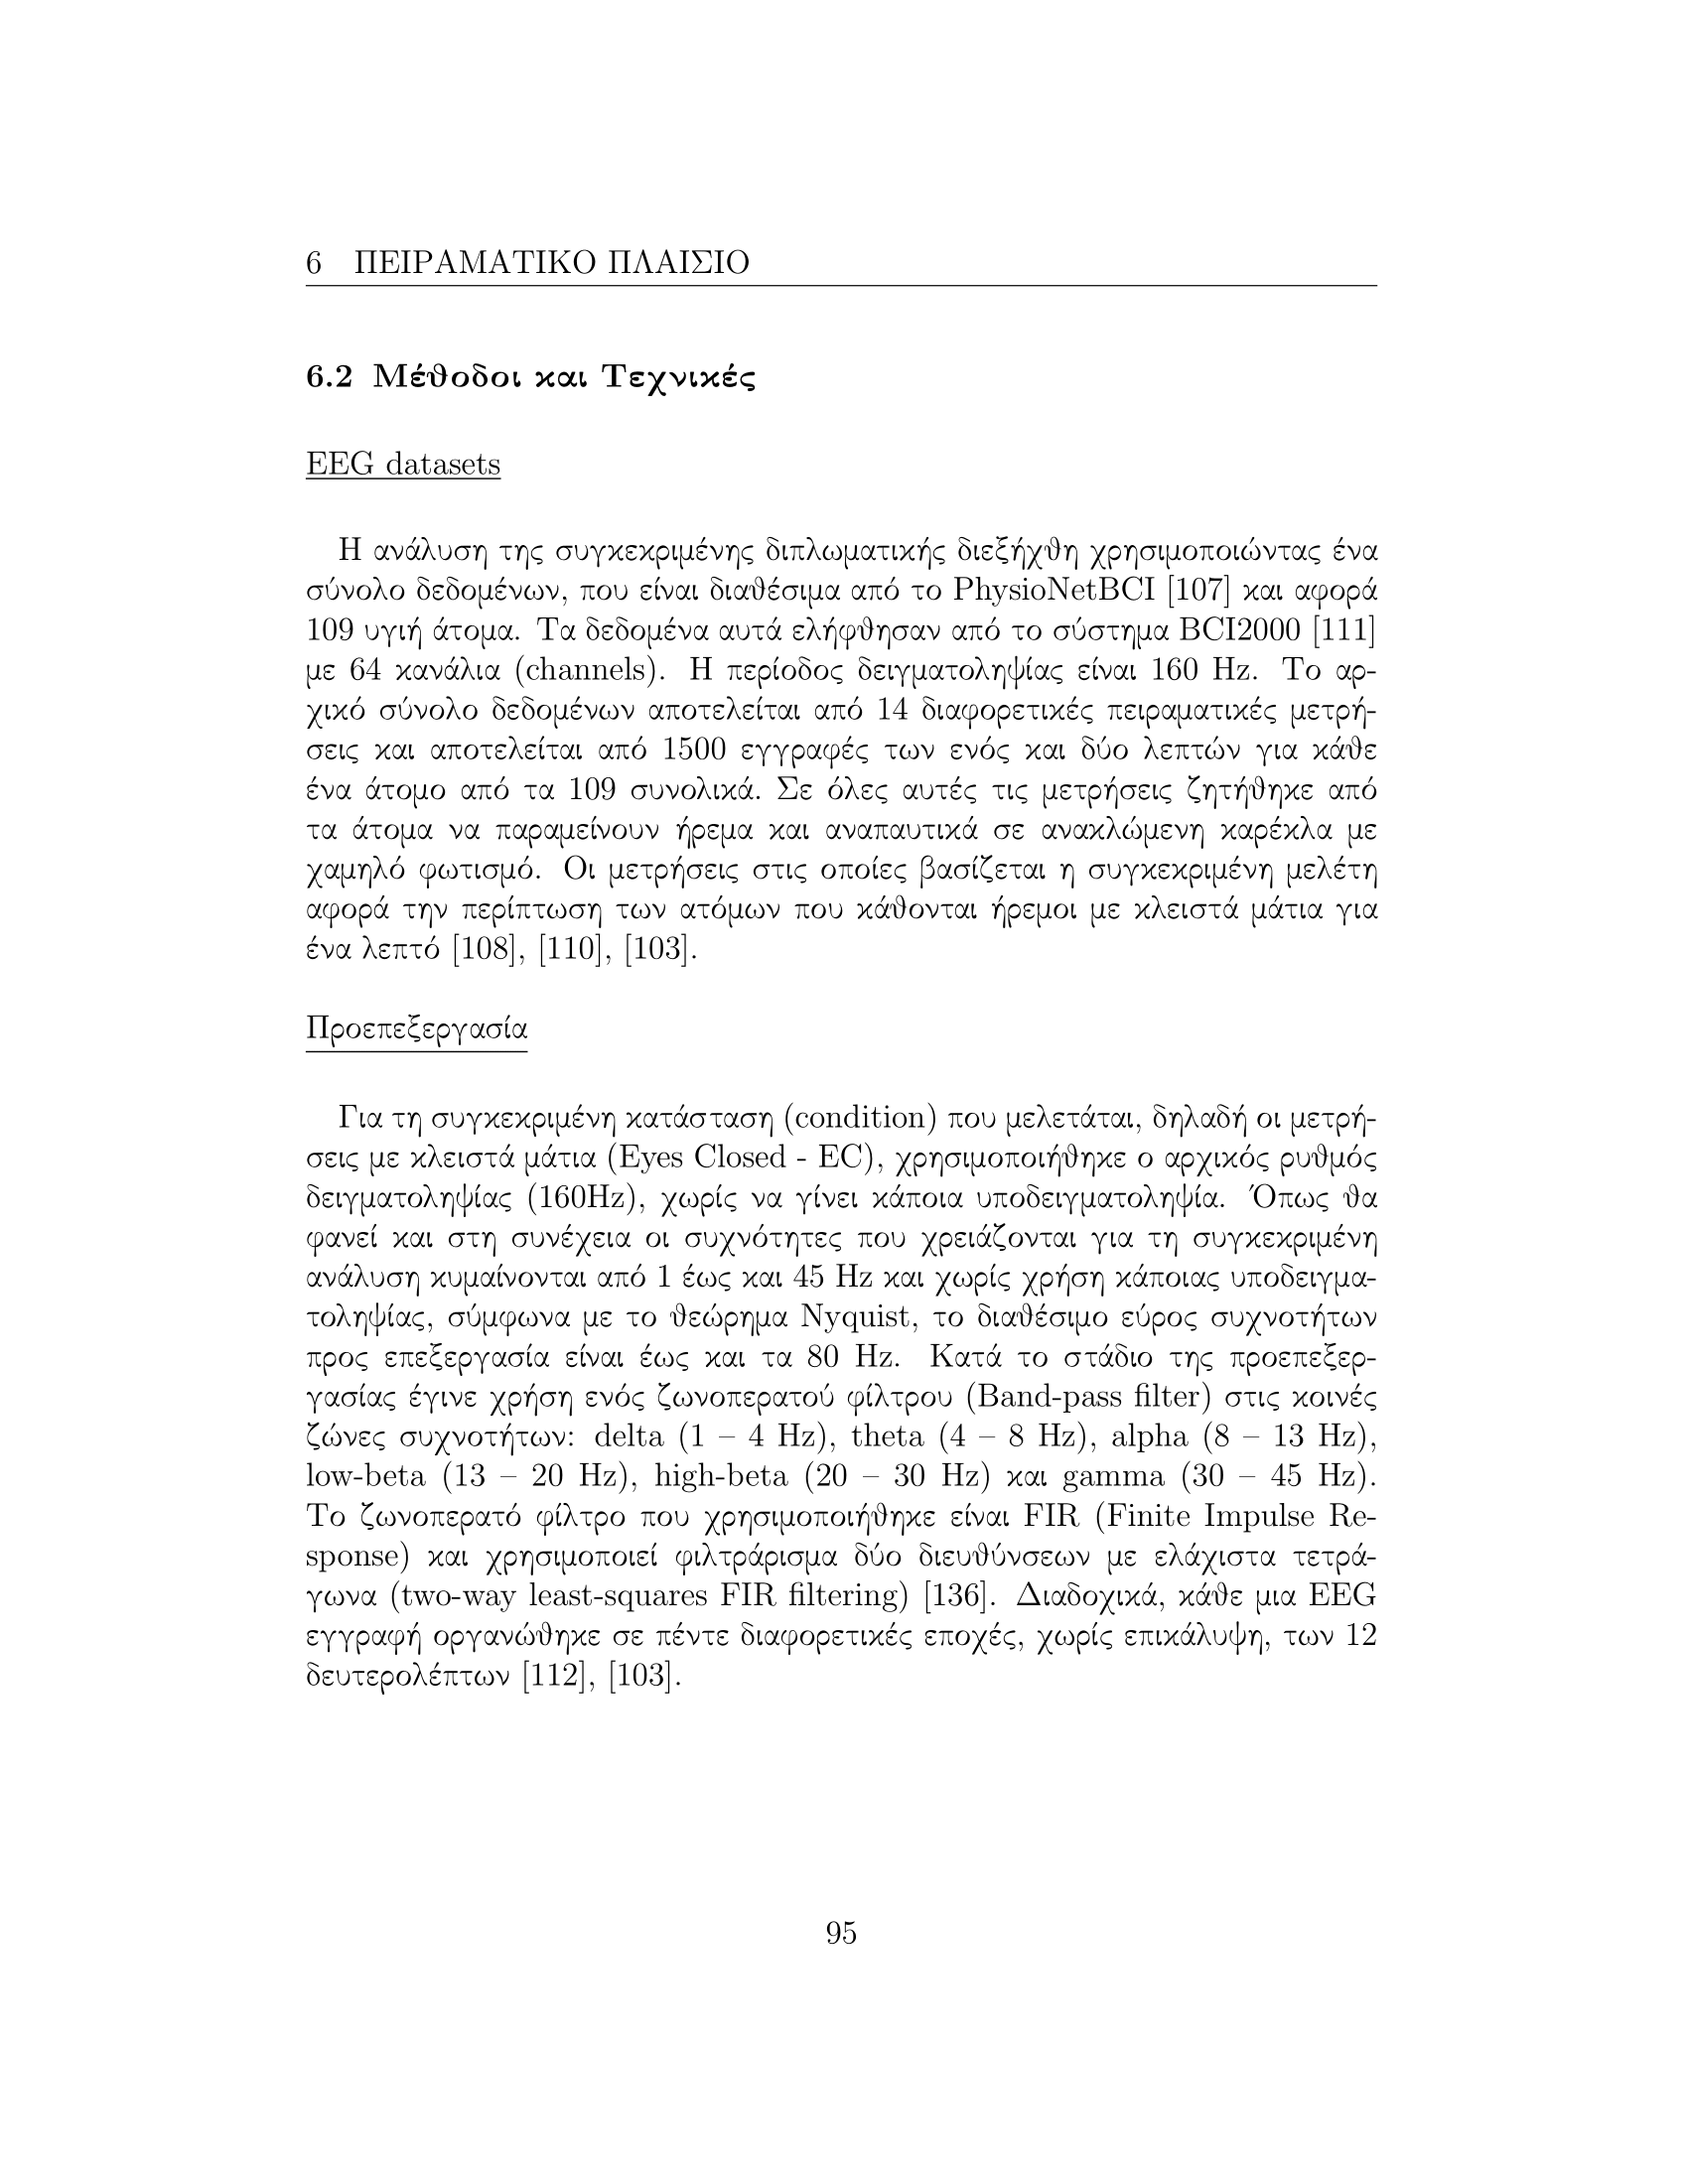 6 ΠΕΙΡΑΜΑΤΙΚΟ ΠΛΑΙΣΙΟ
6.2 Μέθοδοι και Τεχνικές
EEG datasets
Η ανάλυση της συγκεκριμένης διπλωματικής διεξήχθη χρησιμοποιώντας ένα
σύνολο δεδομένων, που είναι διαθέσιμα από το PhysioNetBCI [107] και αφορά
109 υγιή άτομα. Τα δεδομένα αυτά ελήφθησαν από το σύστημα BCI2000 [111]
με 64 κανάλια (channels). Η περίοδος δειγματοληψίας είναι 160 Hz. Το αρ-
χικό σύνολο δεδομένων αποτελείται από 14 διαφορετικές πειραματικές μετρή-
σεις και αποτελείται από 1500 εγγραφές των ενός και δύο λεπτών για κάθε
ένα άτομο από τα 109 συνολικά. Σε όλες αυτές τις μετρήσεις ζητήθηκε από
τα άτομα να παραμείνουν ήρεμα και αναπαυτικά σε ανακλώμενη καρέκλα με
χαμηλό φωτισμό. Οι μετρήσεις στις οποίες βασίζεται η συγκεκριμένη μελέτη
αφορά την περίπτωση των ατόμων που κάθονται ήρεμοι με κλειστά μάτια για
ένα λεπτό [108], [110], [103].
Προεπεξεργασία
Για τη συγκεκριμένη κατάσταση (condition) που μελετάται, δηλαδή οι μετρή-
σεις με κλειστά μάτια (Eyes Closed - EC), χρησιμοποιήθηκε ο αρχικός ρυθμός
δειγματοληψίας (160Hz), χωρίς να γίνει κάποια υποδειγματοληψία. Όπως θα
φανεί και στη συνέχεια οι συχνότητες που χρειάζονται για τη συγκεκριμένη
ανάλυση κυμαίνονται από 1 έως και 45 Hz και χωρίς χρήση κάποιας υποδειγμα-
τοληψίας, σύμφωνα με το θεώρημα Nyquist, το διαθέσιμο εύρος συχνοτήτων
προς επεξεργασία είναι έως και τα 80 Hz. Κατά το στάδιο της προεπεξερ-
γασίας έγινε χρήση ενός ζωνοπερατού φίλτρου (Band-pass filter) στις κοινές
ζώνες συχνοτήτων: delta (1 – 4 Hz), theta (4 – 8 Hz), alpha (8 – 13 Hz),
low-beta (13 – 20 Hz), high-beta (20 – 30 Hz) και gamma (30 – 45 Hz).
Το ζωνοπερατό φίλτρο που χρησιμοποιήθηκε είναι FIR (Finite Impulse Re-
sponse) και χρησιμοποιεί φιλτράρισμα δύο διευθύνσεων με ελάχιστα τετρά-
γωνα (two-way least-squares FIR filtering) [136]. Διαδοχικά, κάθε μια EEG
εγγραφή οργανώθηκε σε πέντε διαφορετικές εποχές, χωρίς επικάλυψη, των 12
δευτερολέπτων [112], [103].
95